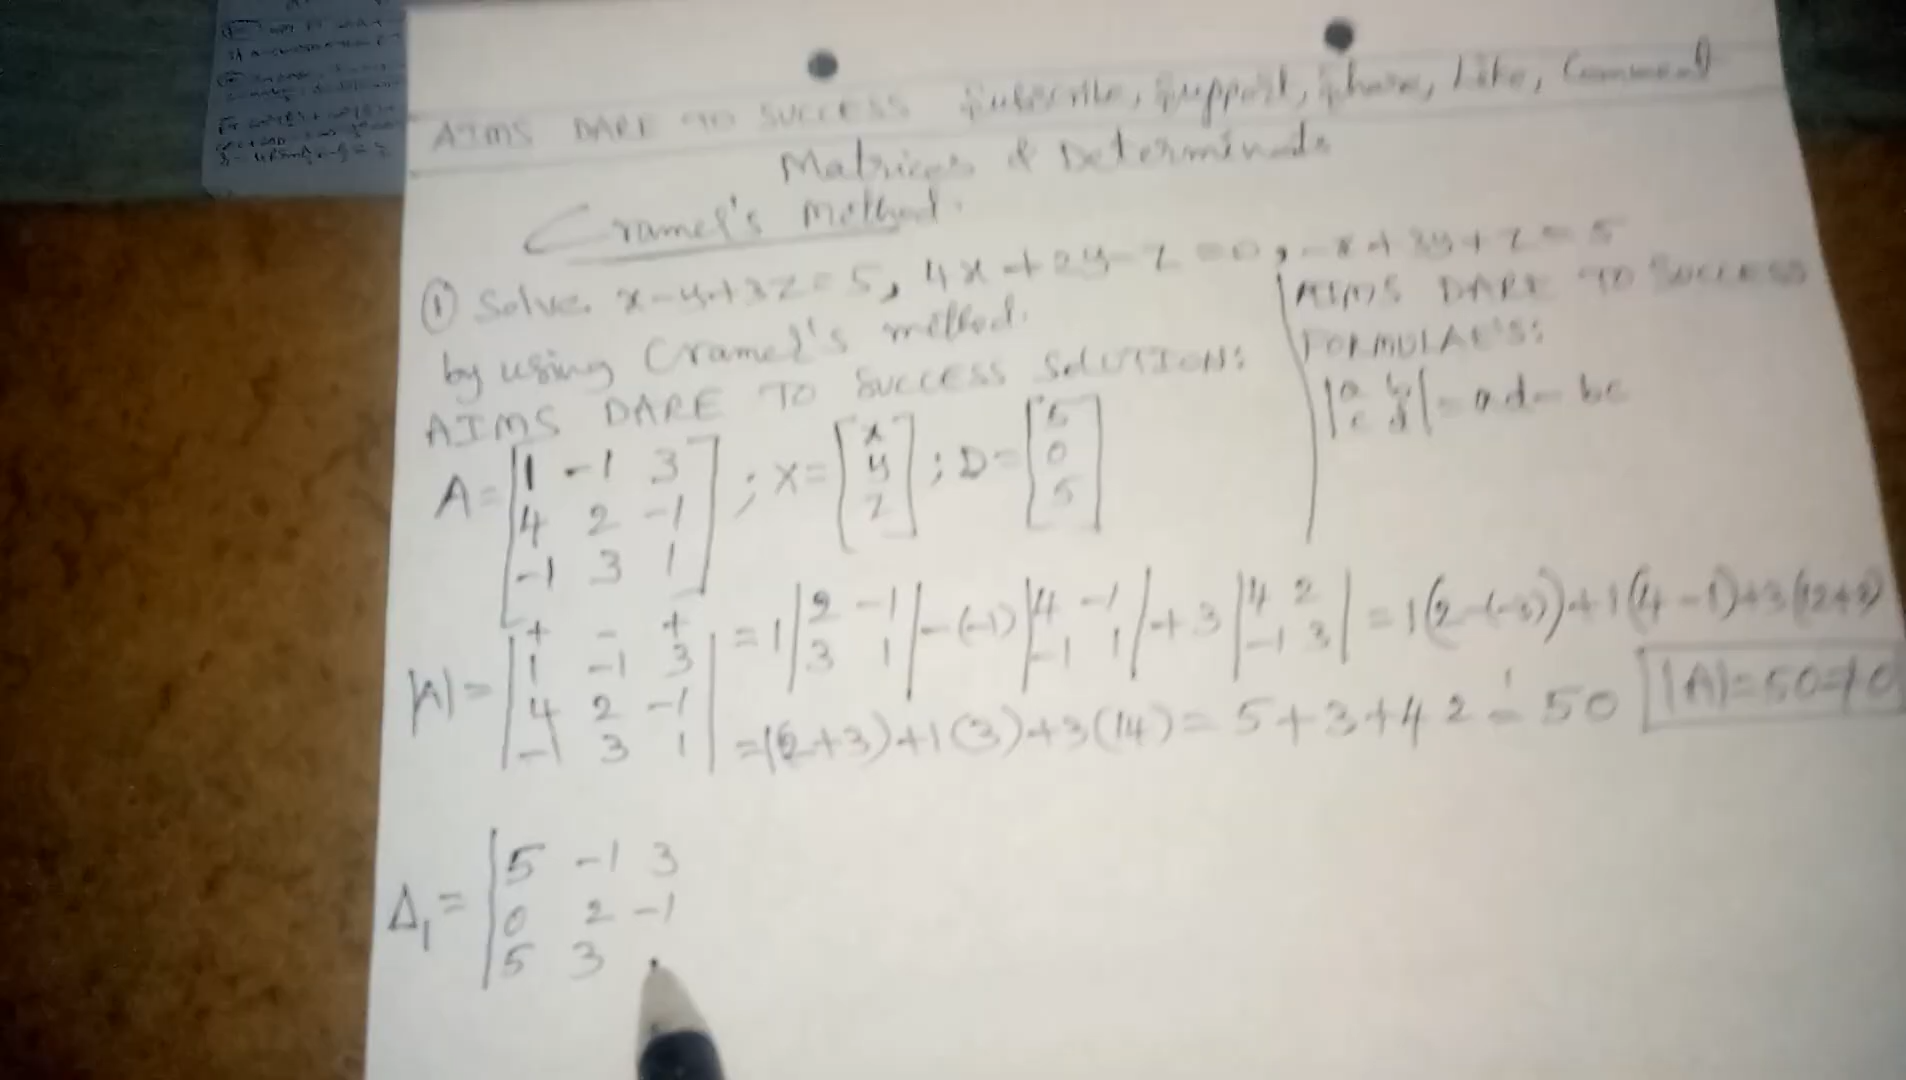 AIMS DARE TO SUCCESS Subscribe, Support, Share, Like, Comment
Matrices & Determinants
Cramer's Method.
① Solve x-y+3z=5, 4x+2y-z=0, -x+3y+z=5
by using Cramer's method.
AIMS DARE TO SUCCESS SOLUTION:
AIMS DARE TO SUCCESS
FORMULAE'S:
|a b
c d| = ad-bc
A = [1 -1 3
4 2 -1
-1 3 1] ; X = [x
y
z] ; D = [5
0
5]
+ - +
|A| = |1 -1 3
4 2 -1
-1 3 1| = 1|2 -1
3 1| -(-1)|4 -1
-1 1| +3|4 2
-1 3| = 1(2-(-3))+1(4-1)+3(12+2)
=1(2+3)+1(3)+3(14) = 5+3+42 = 50 |A|=50≠0
Δ₁ = |5 -1 3
0 2 -1
5 3